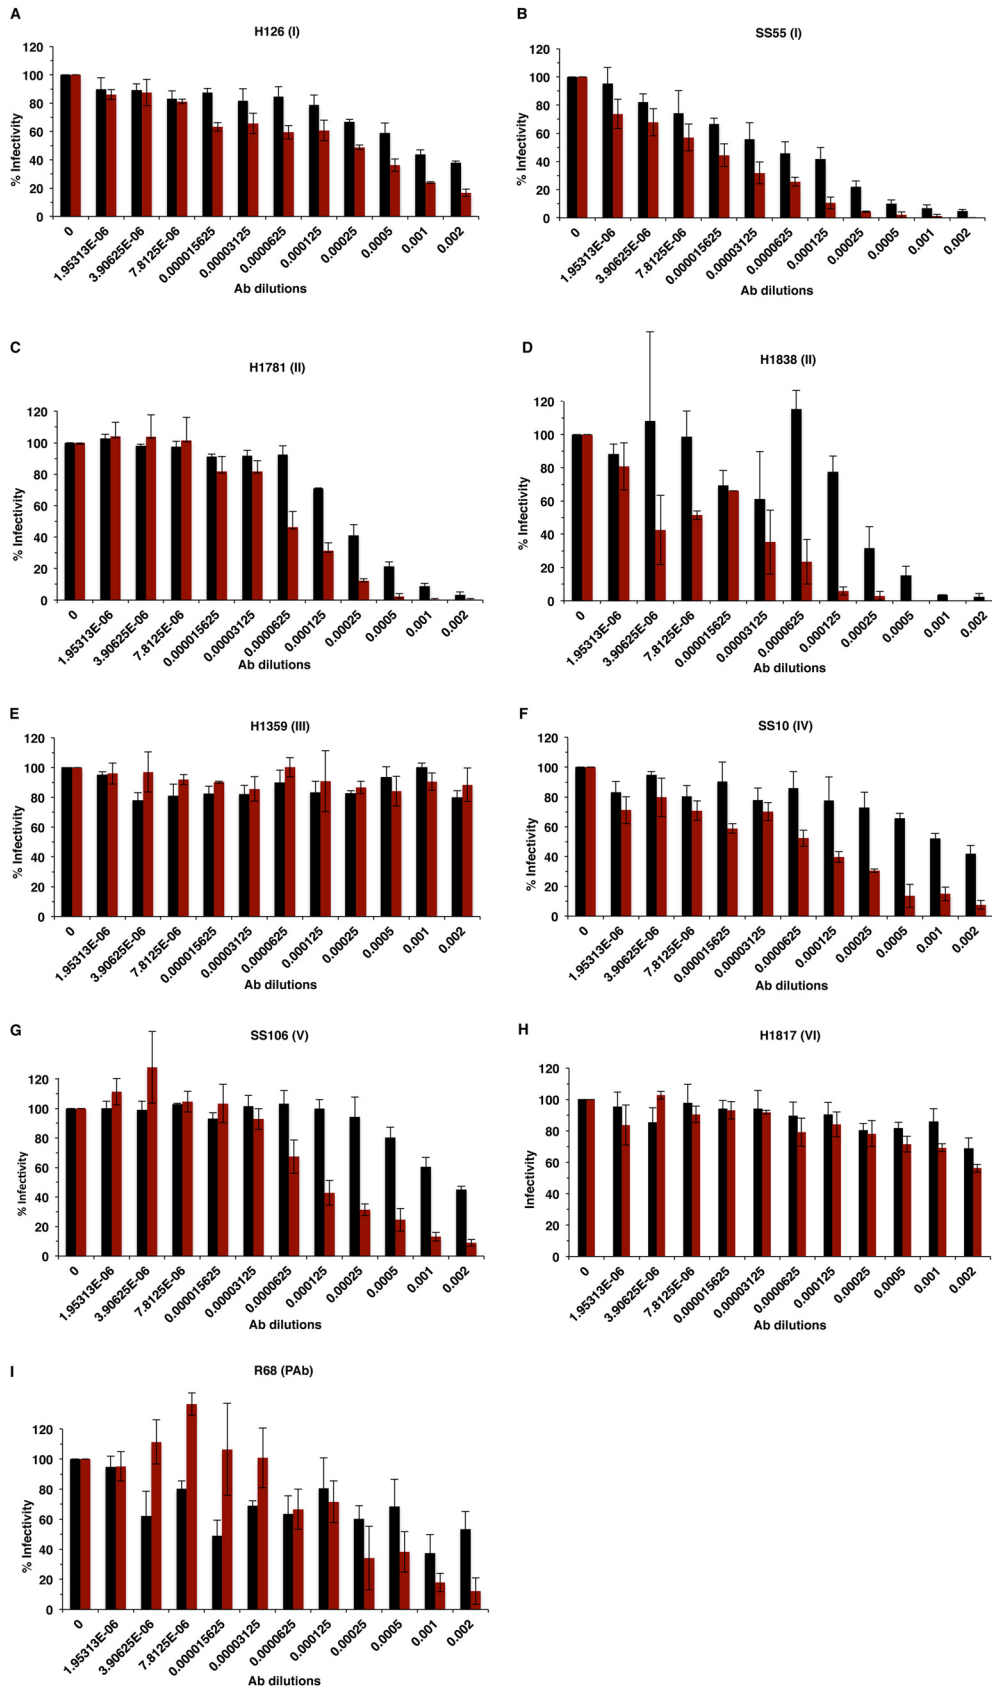 A
H126 (I)
% Infectivity
120
100
80
60
40
20
0
0
1.95313E-06
3.90625E-06
7.8125E-06
0.000015625
0.00003125
0.0000625
0.000125
0.00025
0.0005
0.001
0.002
Ab dilutions
B
SS55 (I)
% Infectivity
120
100
80
60
40
20
0
0
1.95313E-06
3.90625E-06
7.8125E-06
0.000015625
0.00003125
0.0000625
0.000125
0.00025
0.0005
0.001
0.002
Ab dilutions
C
H1781 (II)
% Infectivity
120
100
80
60
40
20
0
0
1.95313E-06
3.90625E-06
7.8125E-06
0.000015625
0.00003125
0.0000625
0.000125
0.00025
0.0005
0.001
0.002
Ab dilutions
D
H1838 (II)
% Infectivity
120
100
80
60
40
20
0
0
1.95313E-06
3.90625E-06
7.8125E-06
0.000015625
0.00003125
0.0000625
0.000125
0.00025
0.0005
0.001
0.002
Ab dilutions
E
H1359 (III)
% Infectivity
120
100
80
60
40
20
0
0
1.95313E-06
3.90625E-06
7.8125E-06
0.000015625
0.00003125
0.0000625
0.000125
0.00025
0.0005
0.001
0.002
Ab dilutions
F
SS10 (IV)
% Infectivity
120
100
80
60
40
20
0
0
1.95313E-06
3.90625E-06
7.8125E-06
0.000015625
0.00003125
0.0000625
0.000125
0.00025
0.0005
0.001
0.002
Ab dilutions
G
SS106 (V)
% Infectivity
120
100
80
60
40
20
0
0
1.95313E-06
3.90625E-06
7.8125E-06
0.000015625
0.00003125
0.0000625
0.000125
0.00025
0.0005
0.001
0.002
Ab dilutions
H
H1817 (VI)
Infectivity
120
100
80
60
40
20
0
0
1.95313E-06
3.90625E-06
7.8125E-06
0.000015625
0.00003125
0.0000625
0.000125
0.00025
0.0005
0.001
0.002
Ab dilutions
I
R68 (PAb)
% Infectivity
120
100
80
60
40
20
0
0
1.95313E-06
3.90625E-06
7.8125E-06
0.000015625
0.00003125
0.0000625
0.000125
0.00025
0.0005
0.001
0.002
Ab dilutions